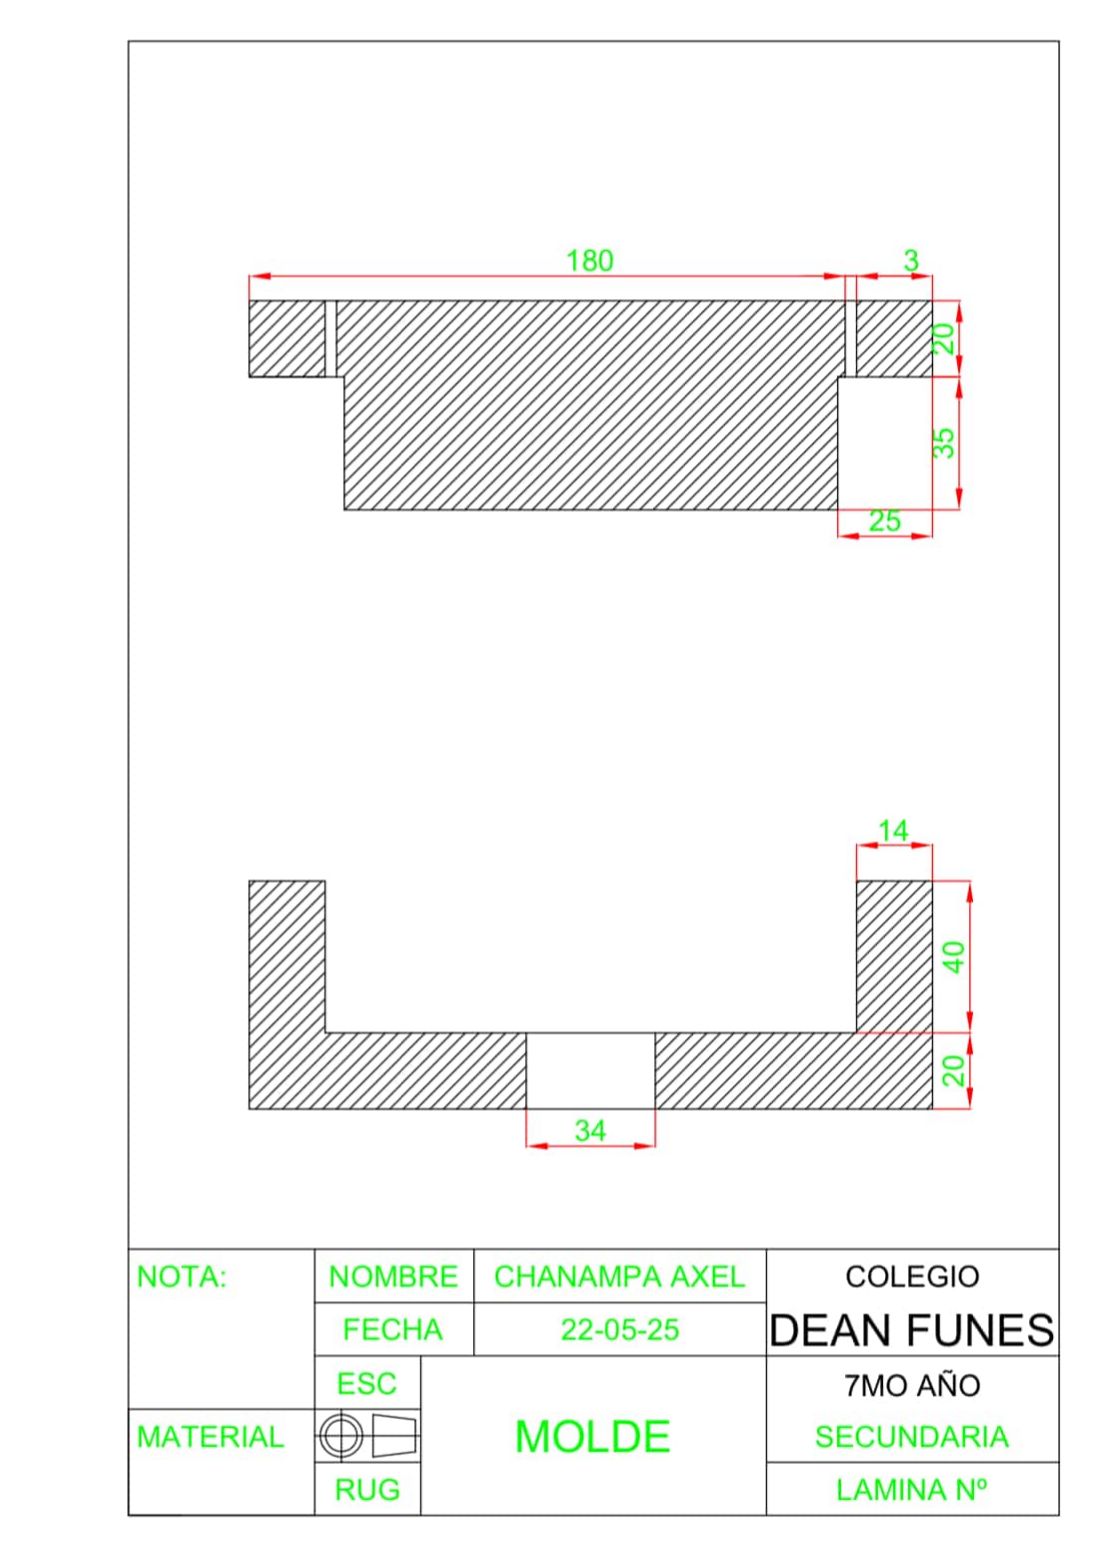 180
3
20
35
25
14
40
20
34
NOTA:
NOMBRE
CHANAMPA AXEL
COLEGIO
FECHA
22-05-25
DEAN FUNES
ESC
7MO AÑO
MATERIAL
MOLDE
SECUNDARIA
RUG
LAMINA Nº